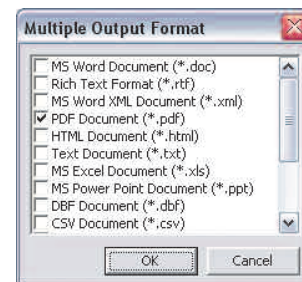 Multiple Output Format
MS Word Document (*.doc)
Rich Text Format (*.rtf)
MS Word XML Document (*.xml)
PDF Document (*.pdf)
HTML Document (*.html)
Text Document (*.txt)
MS Excel Document (*.xls)
MS Power Point Document (*.ppt)
DBF Document (*.dbf)
CSV Document (*.csv)
OK Cancel